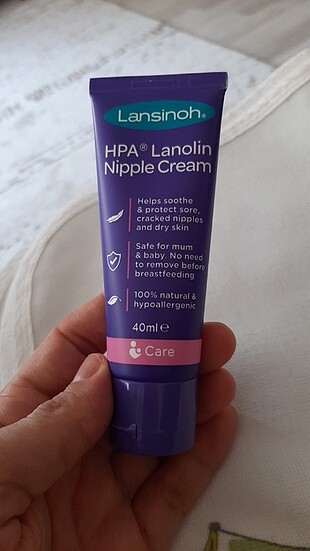 Lansinoh®
HPA® Lanolin
Nipple Cream
Helps soothe
& protect sore,
cracked nipples
and dry skin
Safe for mum
& baby. No need
to remove before
breastfeeding
100% natural &
hypoallergenic
40ml ℮
Care